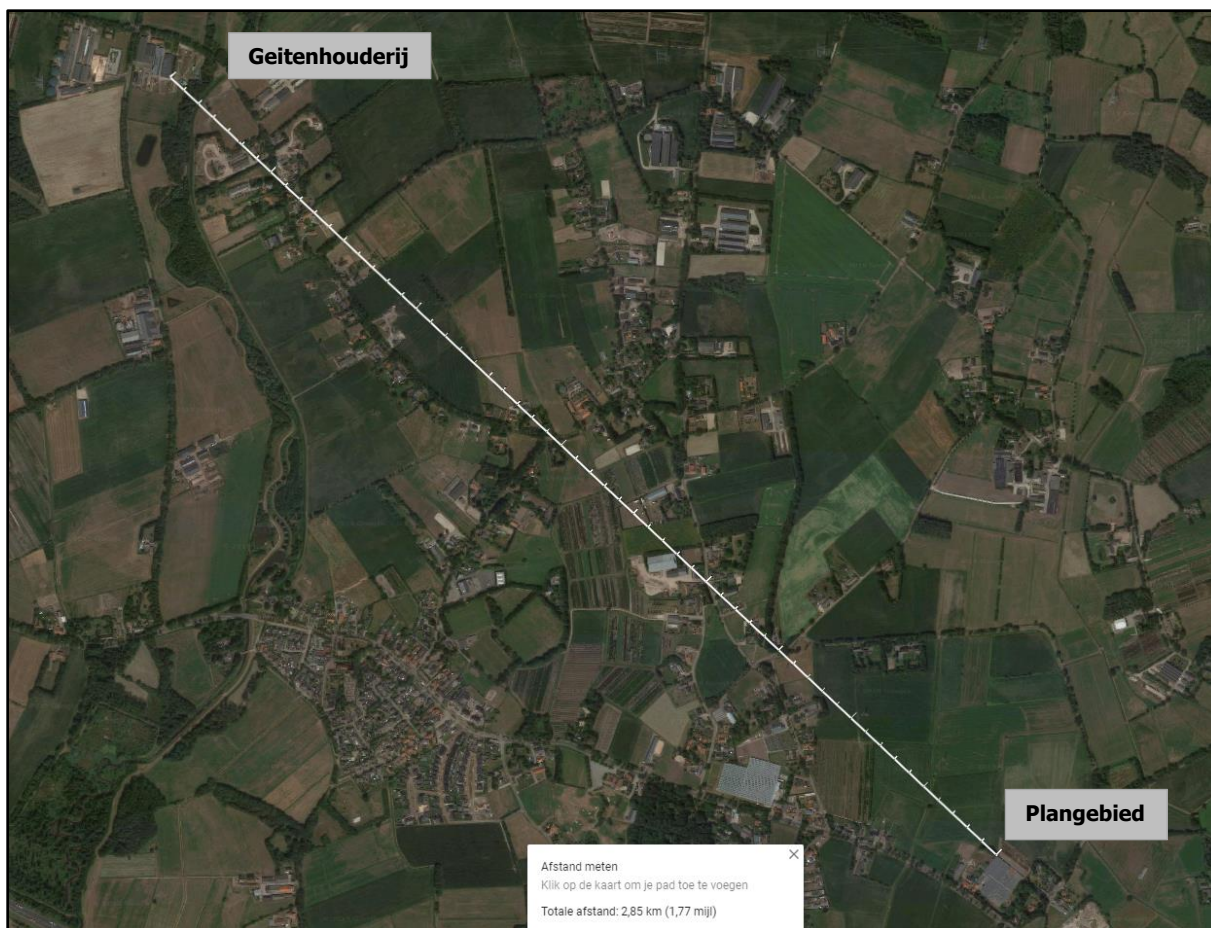 Geitenhouderij
Plangebied
Afstand meten
Klik op de kaart om je pad toe te voegen
Totale afstand: 2,85 km (1,77 mijl)